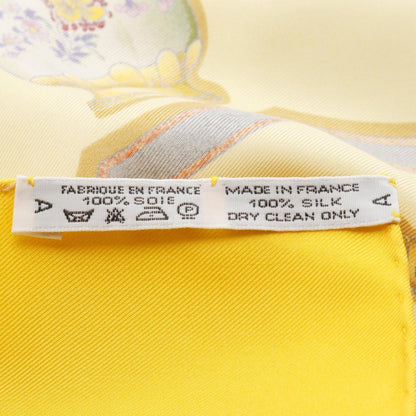 A
FABRIQUE EN FRANCE
100% SOIE
P
MADE IN FRANCE
100% SILK
DRY CLEAN ONLY
A